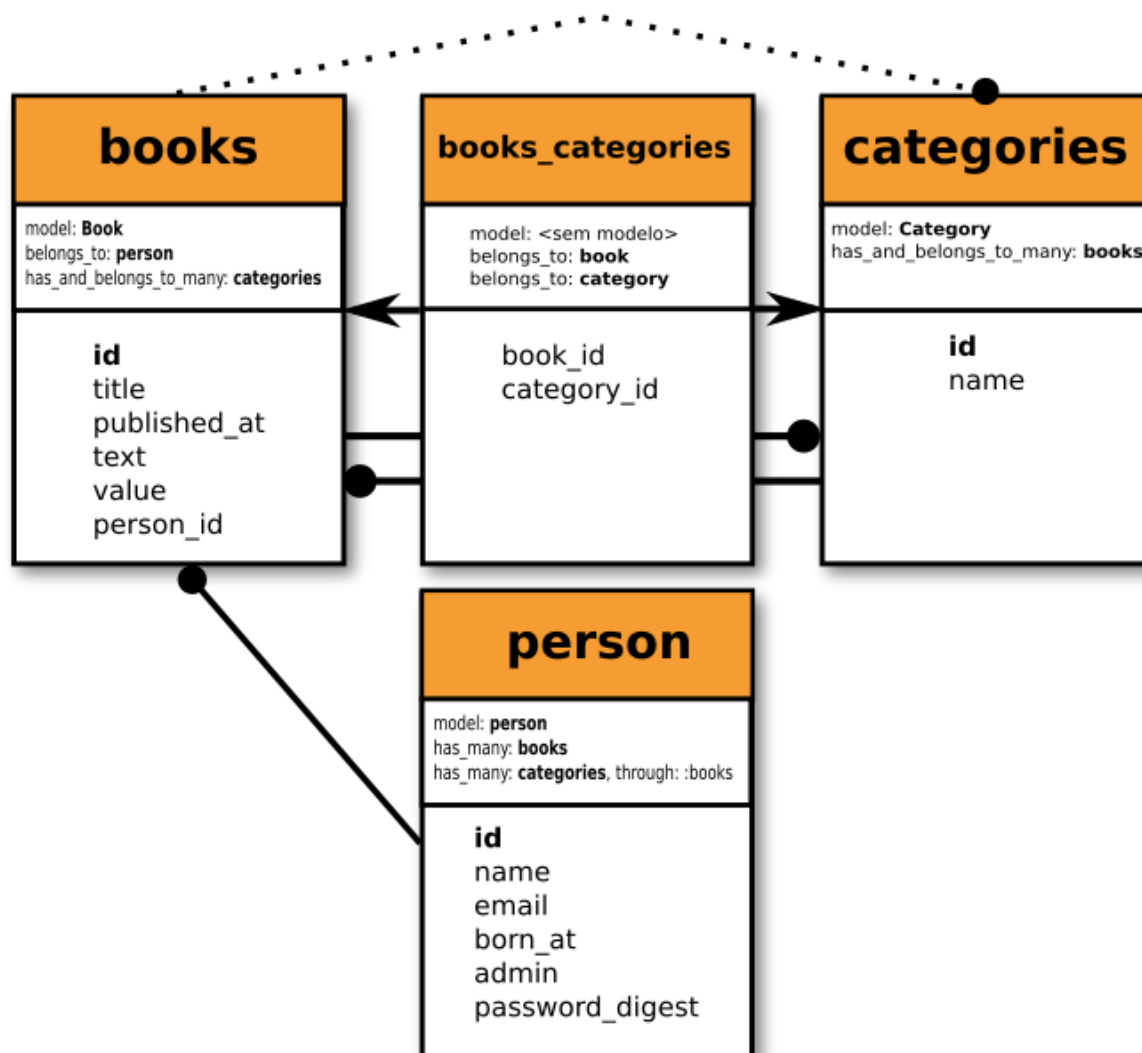 books
model: Book
belongs_to: person
has_and_belongs_to_many: categories
id
title
published_at
text
value
person_id
books_categories
model: <sem modelo>
belongs_to: book
belongs_to: category
book_id
category_id
categories
model: Category
has_and_belongs_to_many: books
id
name
person
model: person
has_many: books
has_many: categories, through: :books
id
name
email
born_at
admin
password_digest